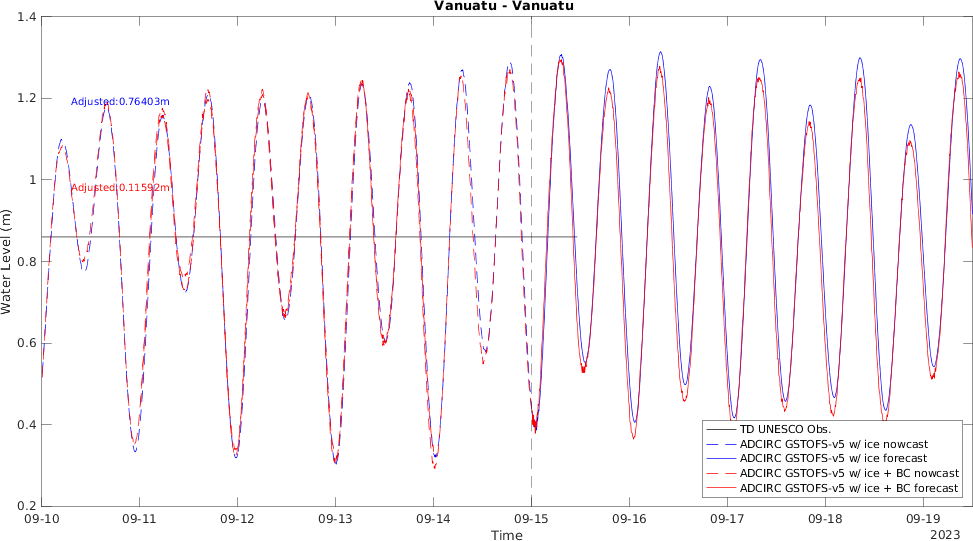 Vanuatu - Vanuatu
1.4
1.2
1
0.8
0.6
0.4
0.2
Water Level (m)
Adjusted:0.76403m
Adjusted:0.11592m
TD UNESCO Obs.
ADCIRC GSTOFS-v5 w/ ice nowcast
ADCIRC GSTOFS-v5 w/ ice forecast
ADCIRC GSTOFS-v5 w/ ice + BC nowcast
ADCIRC GSTOFS-v5 w/ ice + BC forecast
09-10 09-11 09-12 09-13 09-14 09-15 09-16 09-17 09-18 09-19
Time
2023